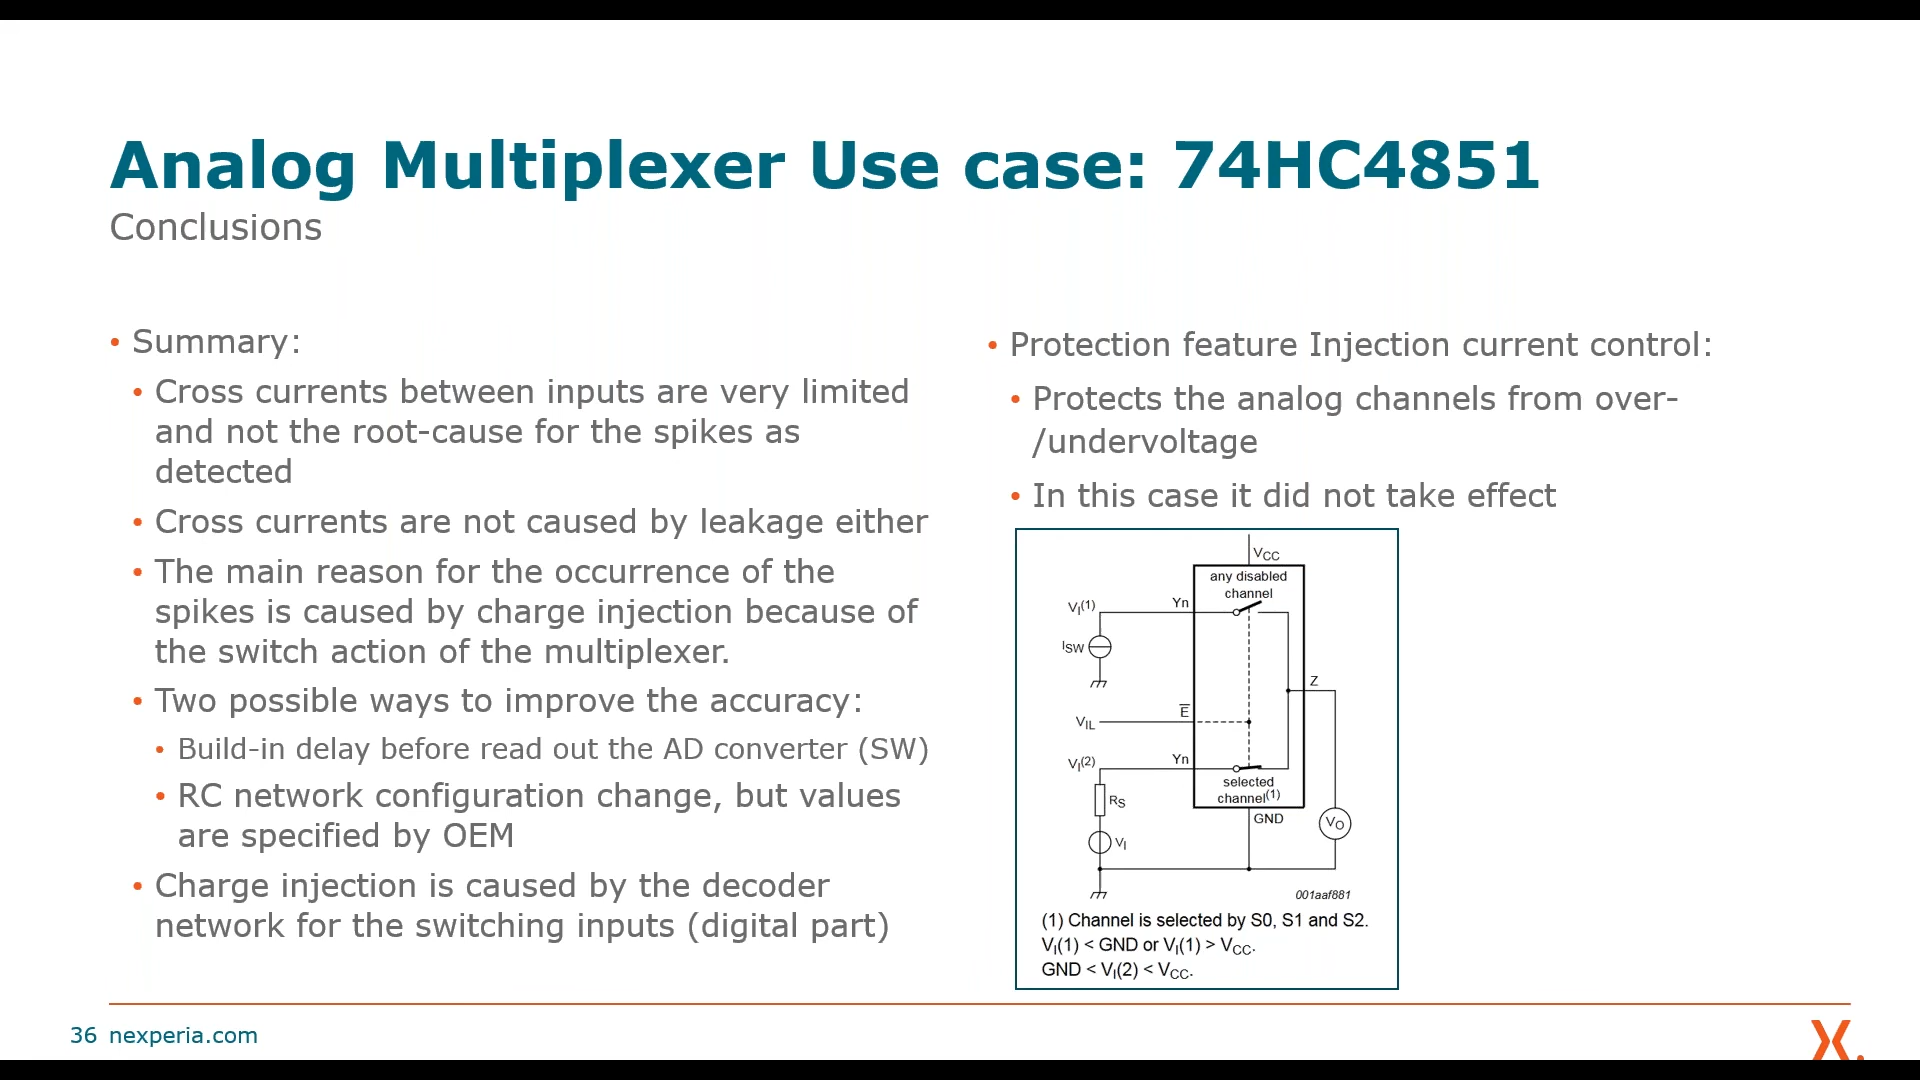 Analog Multiplexer Use case: 74HC4851
Conclusions
• Summary:
• Cross currents between inputs are very limited
and not the root-cause for the spikes as
detected
• Cross currents are not caused by leakage either
• The main reason for the occurrence of the
spikes is caused by charge injection because of
the switch action of the multiplexer.
• Two possible ways to improve the accuracy:
• Build-in delay before read out the AD converter (SW)
• RC network configuration change, but values
are specified by OEM
• Charge injection is caused by the decoder
network for the switching inputs (digital part)
• Protection feature Injection current control:
• Protects the analog channels from over-
/undervoltage
• In this case it did not take effect
VCC
any disabled
channel
VI(1)
Yn
ISW
Z
E
VIL
VI(2)
Yn
selected
channel(1)
RS
GND
VO
VI
001aaf881
(1) Channel is selected by S0, S1 and S2.
VI(1) < GND or VI(1) > VCC.
GND < VI(2) < VCC.
36 nexperia.com